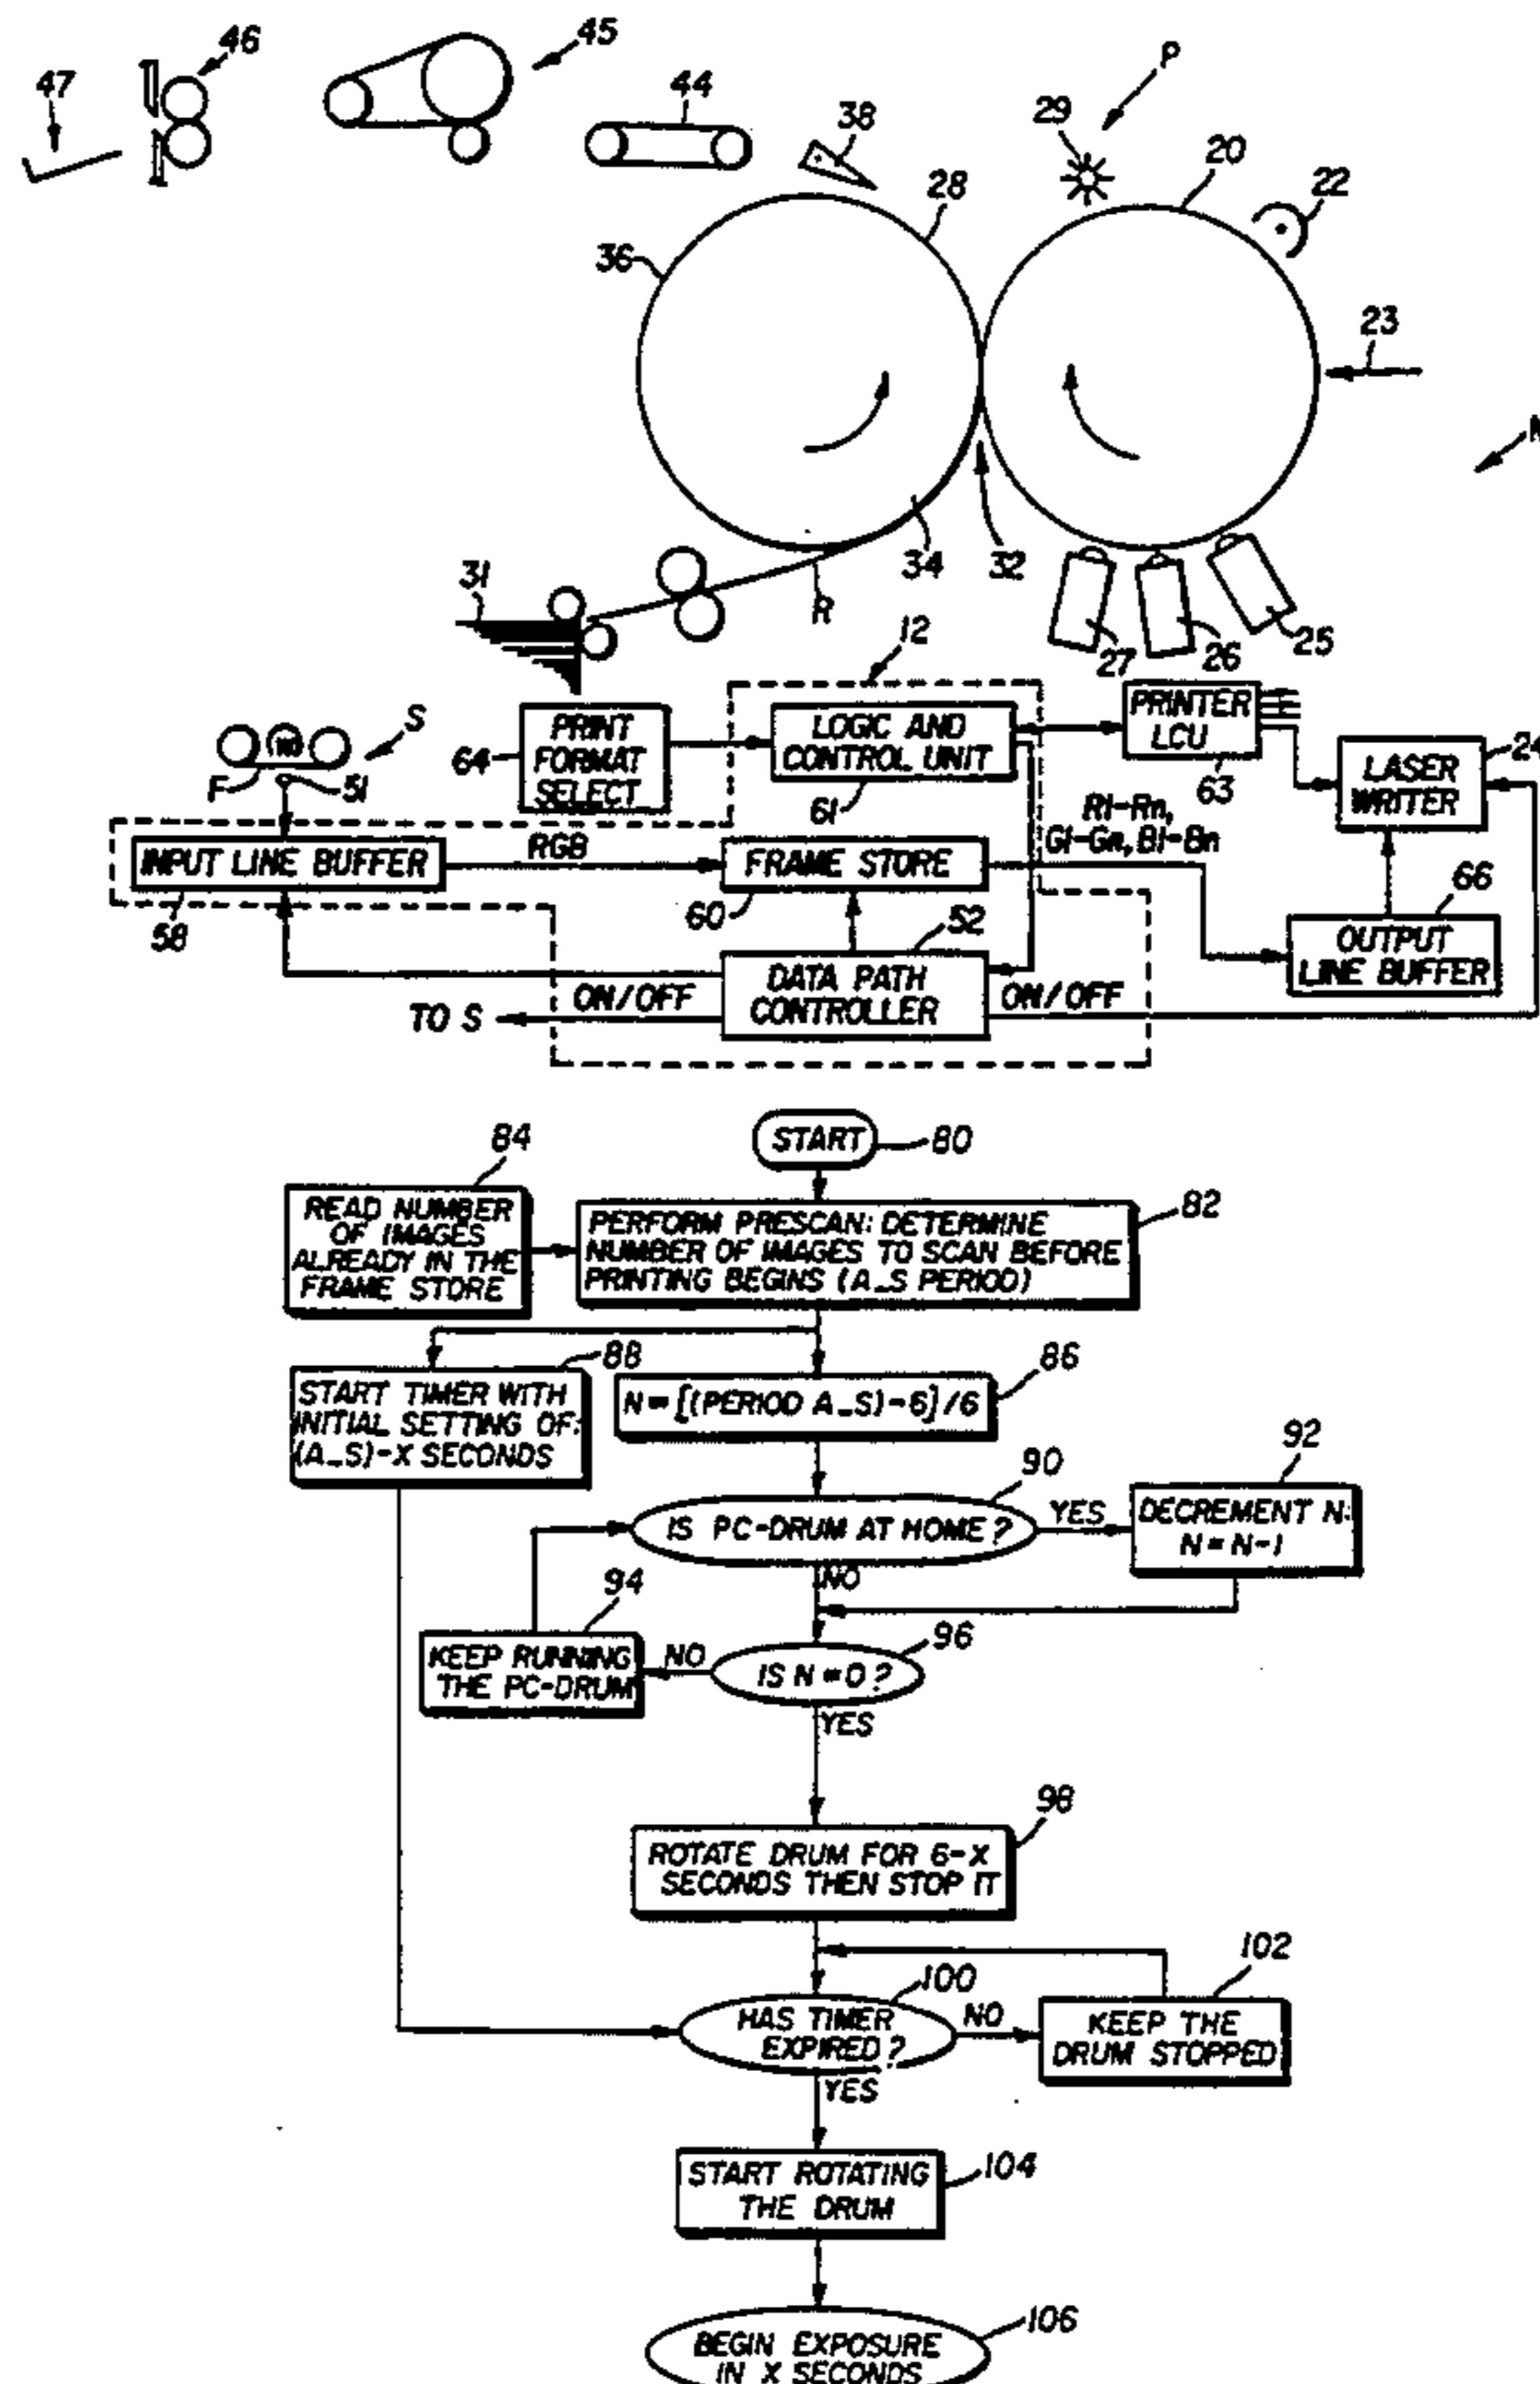 46
45
47
44
38
P
29
20
22
28
36
23
31
34
32
R
27
26
25
12
S
PRINT
FORMAT
SELECT
64
LOGIC AND
CONTROL UNIT
61
PRINTER
LCU
63
24
LASER
WRITER
F
51
R1-Rn,
G1-Gn, B1-Bn
INPUT LINE BUFFER
RGB
FRAME STORE
58
60
52
66
OUTPUT
LINE BUFFER
DATA PATH
CONTROLLER
ON/OFF
ON/OFF
TO S
START
80
84
READ NUMBER
OF IMAGES
ALREADY IN THE
FRAME STORE
82
PERFORM PRESCAN: DETERMINE
NUMBER OF IMAGES TO SCAN BEFORE
PRINTING BEGINS (A_S PERIOD)
88
START TIMER WITH
INITIAL SETTING OF:
(A_S)-X SECONDS
86
N = [(PERIOD A_S)-6]/6
90
IS PC-DRUM AT HOME?
YES
92
DECREMENT N:
N = N-1
NO
94
KEEP RUNNING
THE PC-DRUM
NO
96
IS N = 0?
YES
98
ROTATE DRUM FOR 6-X
SECONDS THEN STOP IT
100
HAS TIMER
EXPIRED?
NO
102
KEEP THE
DRUM STOPPED
YES
START ROTATING
THE DRUM
104
106
BEGIN EXPOSURE
IN X SECONDS